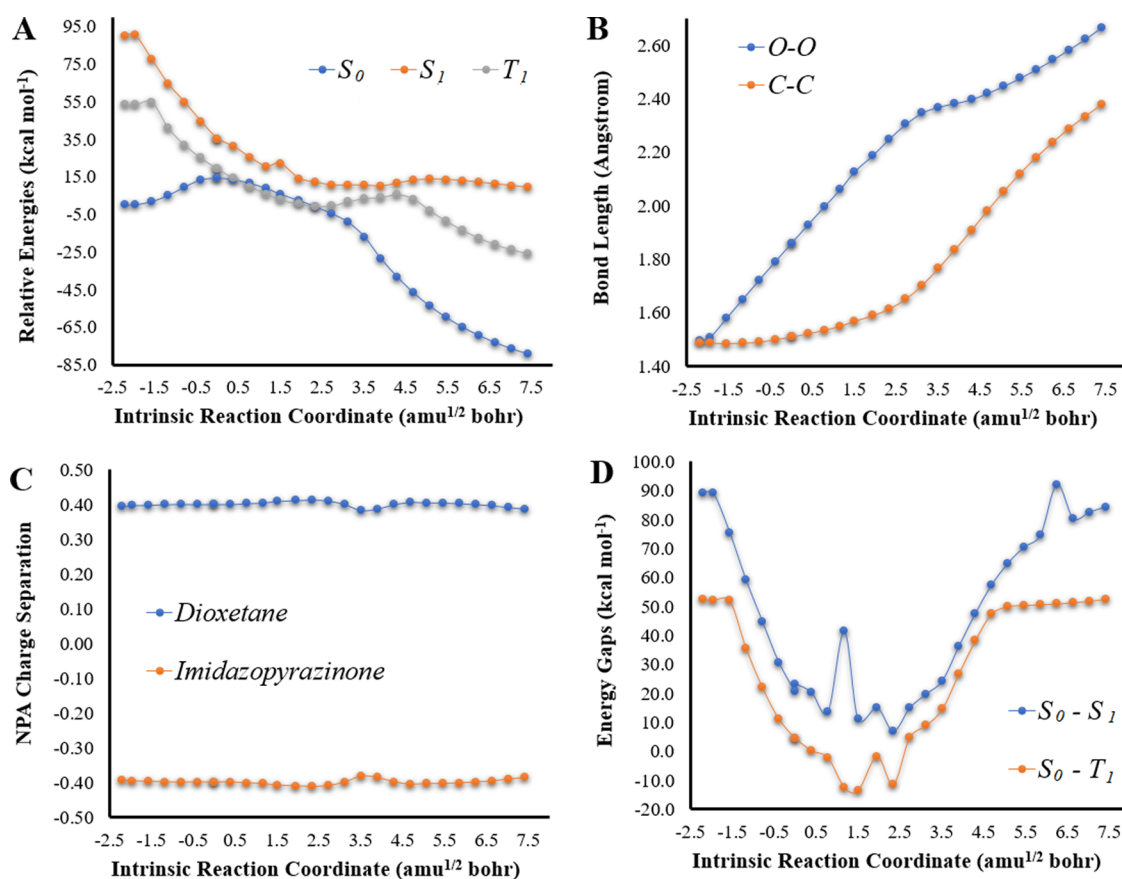 A
95.0
75.0
55.0
35.0
15.0
-5.0
-25.0
-45.0
-65.0
-85.0
Relative Energies (kcal mol-1)
S0 S1 T1
-2.5 -1.5 -0.5 0.5 1.5 2.5 3.5 4.5 5.5 6.5 7.5
Intrinsic Reaction Coordinate (amu1/2 bohr)
B
2.60
2.40
2.20
2.00
1.80
1.60
1.40
Bond Length (Angstrom)
O-O
C-C
-2.5 -1.5 -0.5 0.5 1.5 2.5 3.5 4.5 5.5 6.5 7.5
Intrinsic Reaction Coordinate (amu1/2 bohr)
C
0.50
0.40
0.30
0.20
0.10
0.00
-0.10
-0.20
-0.30
-0.40
-0.50
NPA Charge Separation
Dioxetane
Imidazopyrazinone
-2.5 -1.5 -0.5 0.5 1.5 2.5 3.5 4.5 5.5 6.5 7.5
Intrinsic Reaction Coordinate (amu1/2 bohr)
D
100.0
90.0
80.0
70.0
60.0
50.0
40.0
30.0
20.0
10.0
0.0
-10.0
-20.0
Energy Gaps (kcal mol-1)
S0 - S1
S0 - T1
-2.5 -1.5 -0.5 0.5 1.5 2.5 3.5 4.5 5.5 6.5 7.5
Intrinsic Reaction Coordinate (amu1/2 bohr)